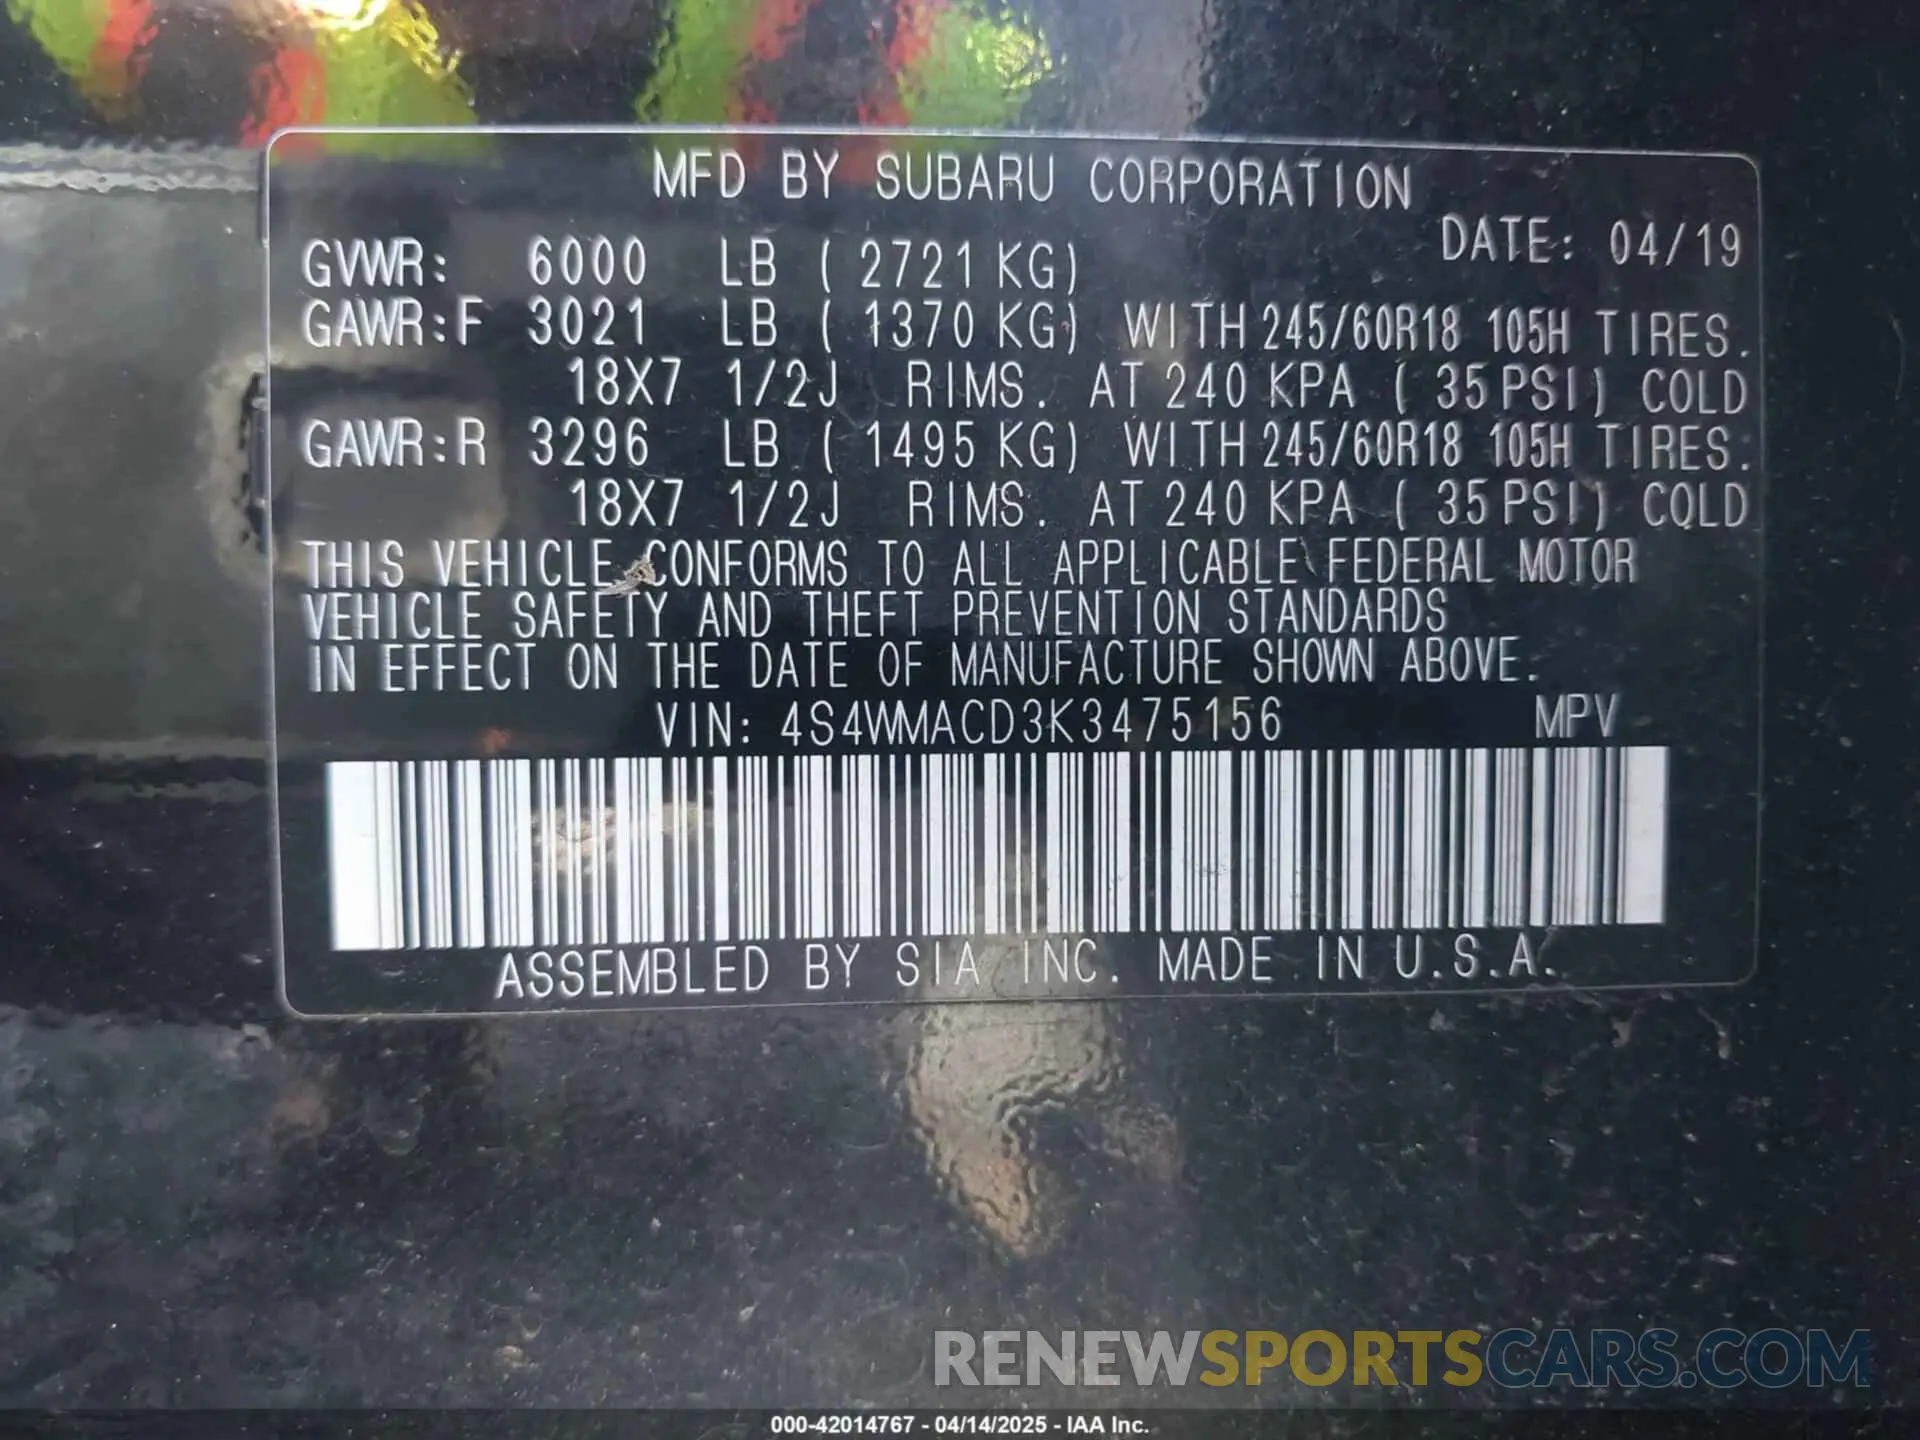 MFD BY SUBARU CORPORATION
DATE: 04/19
GVWR: 6000 LB ( 2721 KG)
GAWR:F 3021 LB ( 1370 KG) WITH 245/60R18 105H TIRES.
18X7 1/2J RIMS. AT 240 KPA ( 35 PSI) COLD
GAWR:R 3296 LB ( 1495 KG) WITH 245/60R18 105H TIRES.
18X7 1/2J RIMS. AT 240 KPA ( 35 PSI) COLD
THIS VEHICLE CONFORMS TO ALL APPLICABLE FEDERAL MOTOR
VEHICLE SAFETY AND THEFT PREVENTION STANDARDS
IN EFFECT ON THE DATE OF MANUFACTURE SHOWN ABOVE.
VIN: 4S4WMACD3K3475156 MPV
ASSEMBLED BY SIA INC. MADE IN U.S.A.
RENEWSPORTSCARS.COM
000-42014767 - 04/14/2025 - IAA Inc.